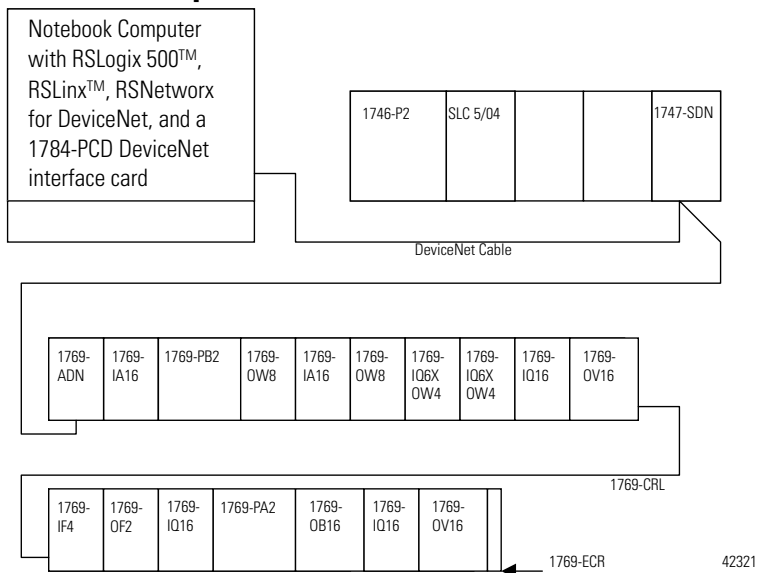 Notebook Computer
with RSLogix 500™,
RSLinx™, RSNetworx
for DeviceNet, and a
1784-PCD DeviceNet
interface card
1746-P2
SLC 5/04
1747-SDN
DeviceNet Cable
1769-
ADN
1769-
IA16
1769-PB2
1769-
OW8
1769-
IA16
1769-
OW8
1769-
IQ6X
OW4
1769-
IQ6X
OW4
1769-
IQ16
1769-
OV16
1769-CRL
1769-
IF4
1769-
OF2
1769-
IQ16
1769-PA2
1769-
OB16
1769-
IQ16
1769-
OV16
1769-ECR
42321